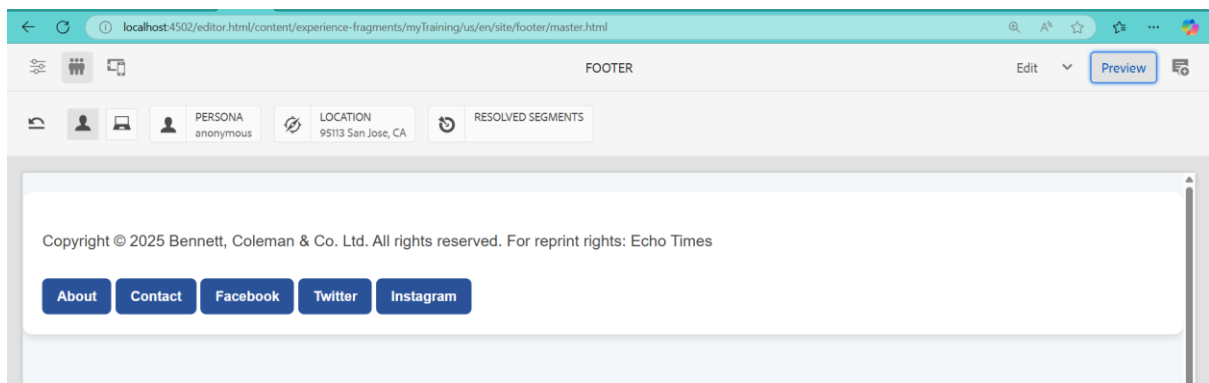 localhost:4502/editor.html/content/experience-fragments/myTraining/us/en/site/footer/master.html
FOOTER
Edit
Preview
PERSONA
anonymous
LOCATION
95113 San Jose, CA
RESOLVED SEGMENTS
Copyright © 2025 Bennett, Coleman & Co. Ltd. All rights reserved. For reprint rights: Echo Times
About Contact Facebook Twitter Instagram